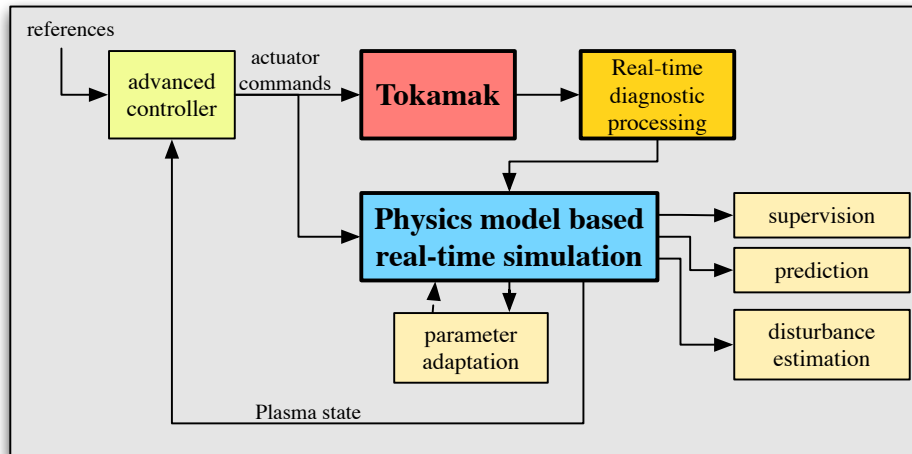 references
advanced
controller
actuator
commands
Tokamak
Real-time
diagnostic
processing
Physics model based
real-time simulation
supervision
prediction
disturbance
estimation
parameter
adaptation
Plasma state